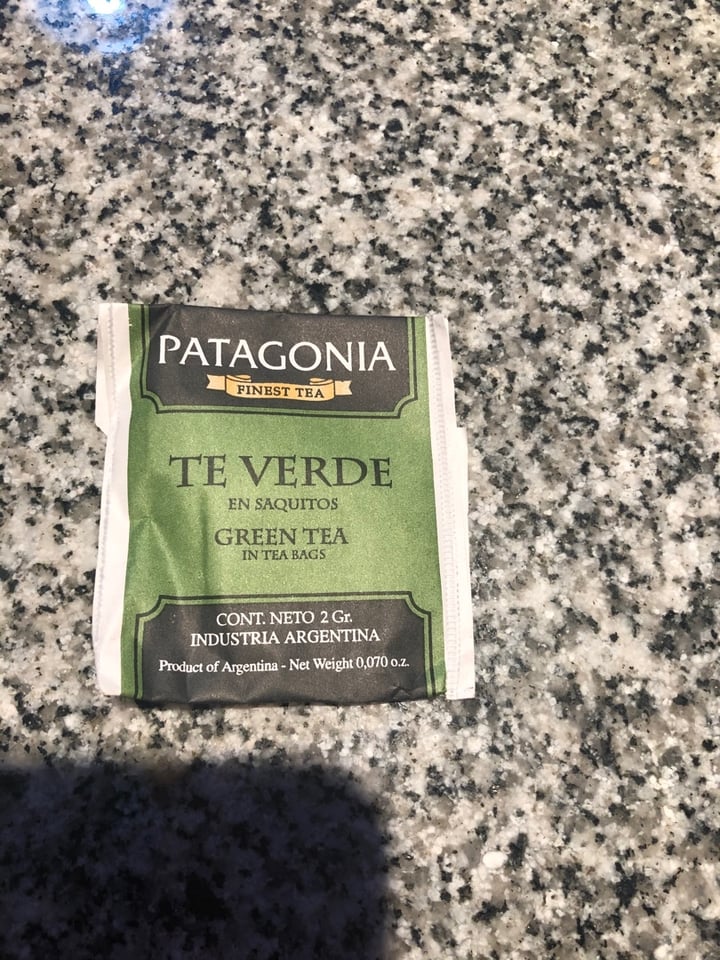 PATAGONIA
FINEST TEA
TE VERDE
EN SAQUITOS
GREEN TEA
IN TEA BAGS
CONT. NETO 2 Gr.
INDUSTRIA ARGENTINA
Product of Argentina - Net Weight 0,070 o.z.